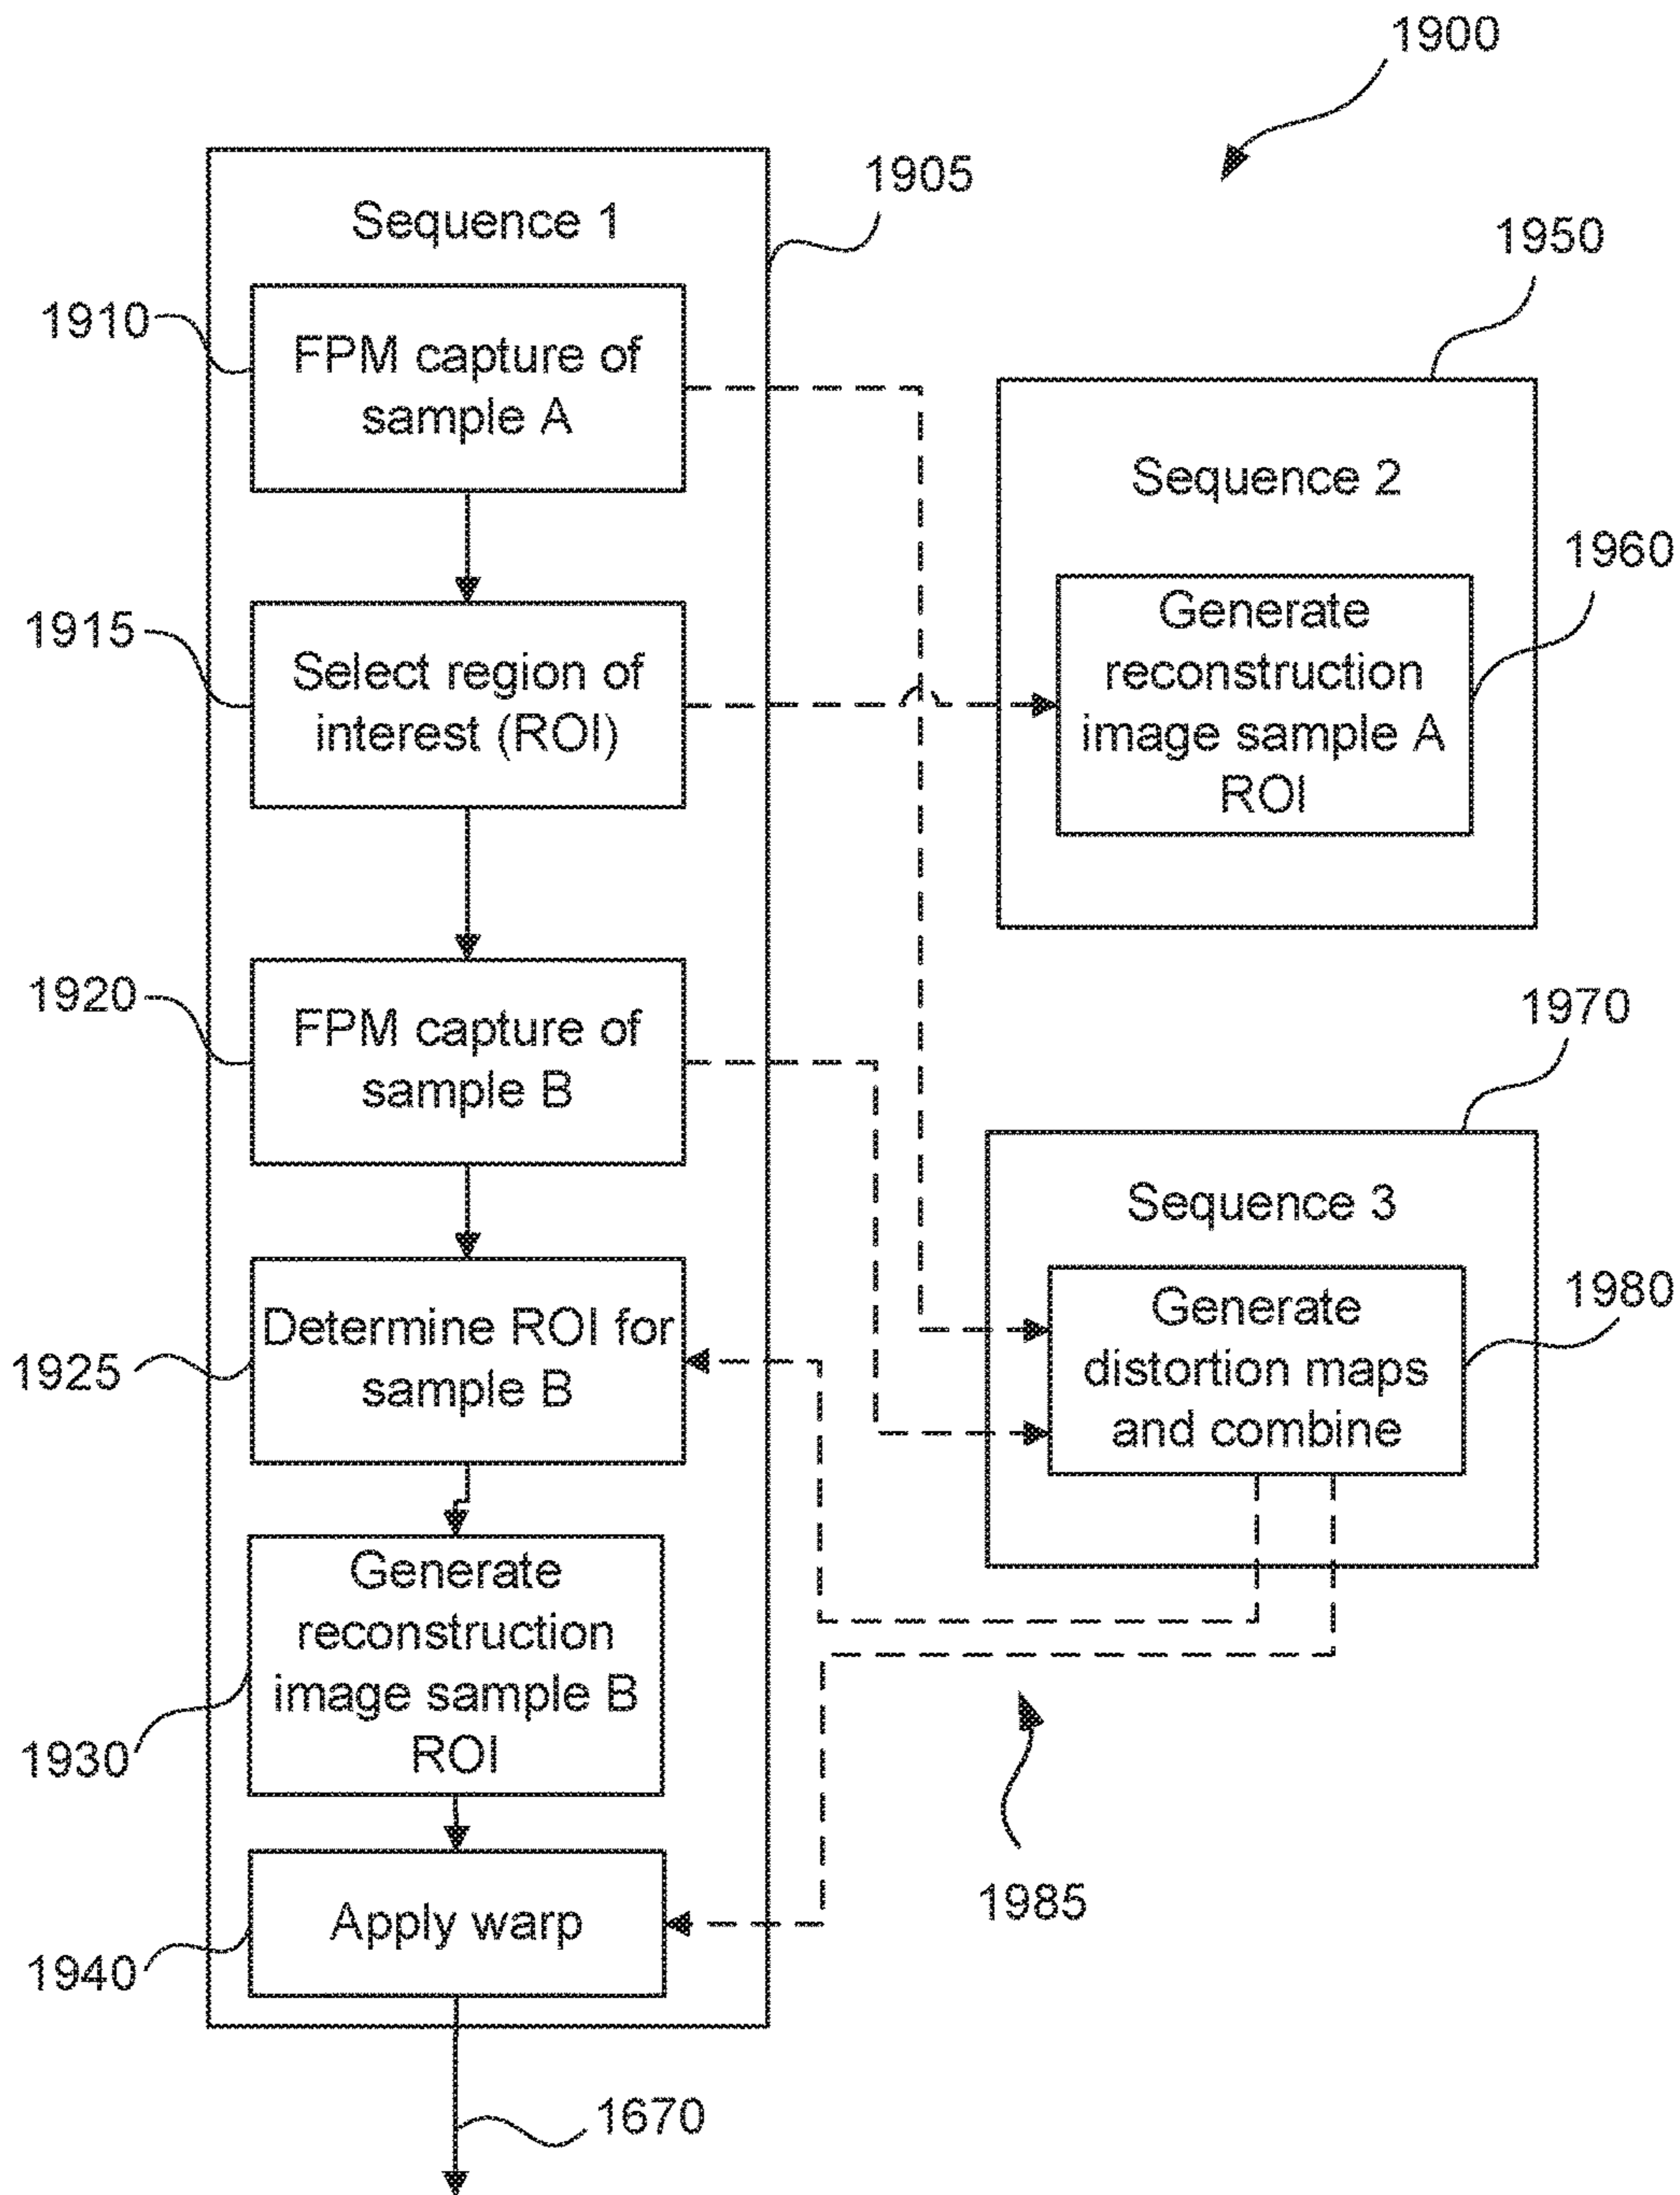 1900
1905
Sequence 1
1950
1910
FPM capture of
sample A
Sequence 2
1960
Generate
reconstruction
image sample A
ROI
1915
Select region of
interest (ROI)
1920
FPM capture of
sample B
1970
Sequence 3
1980
Generate
distortion maps
and combine
1925
Determine ROI for
sample B
1930
Generate
reconstruction
image sample B
ROI
1985
1940
Apply warp
1670